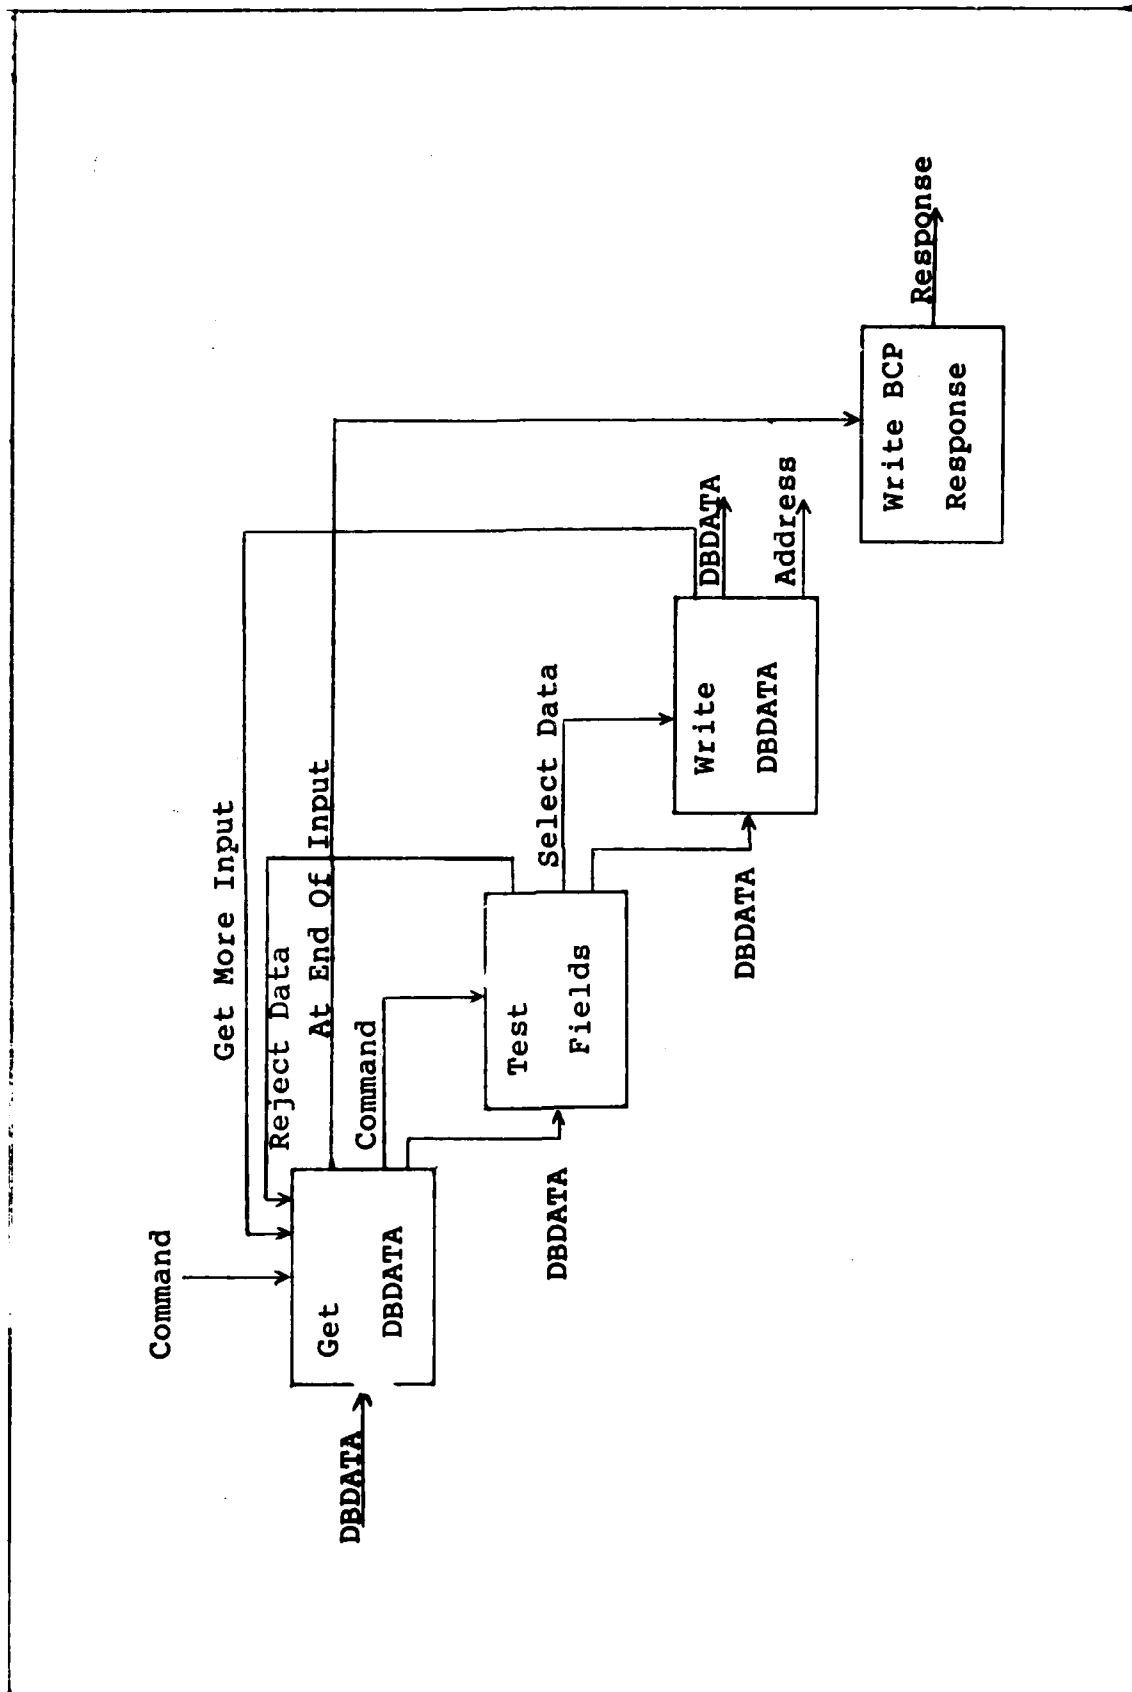 Get More Input
Reject Data
At End Of Input
Command
Command
DBDATA
Get
DBDATA
DBDATA
Test
Fields
Select Data
DBDATA
Write
DBDATA
DBDATA
Address
Write BCP
Response
Response